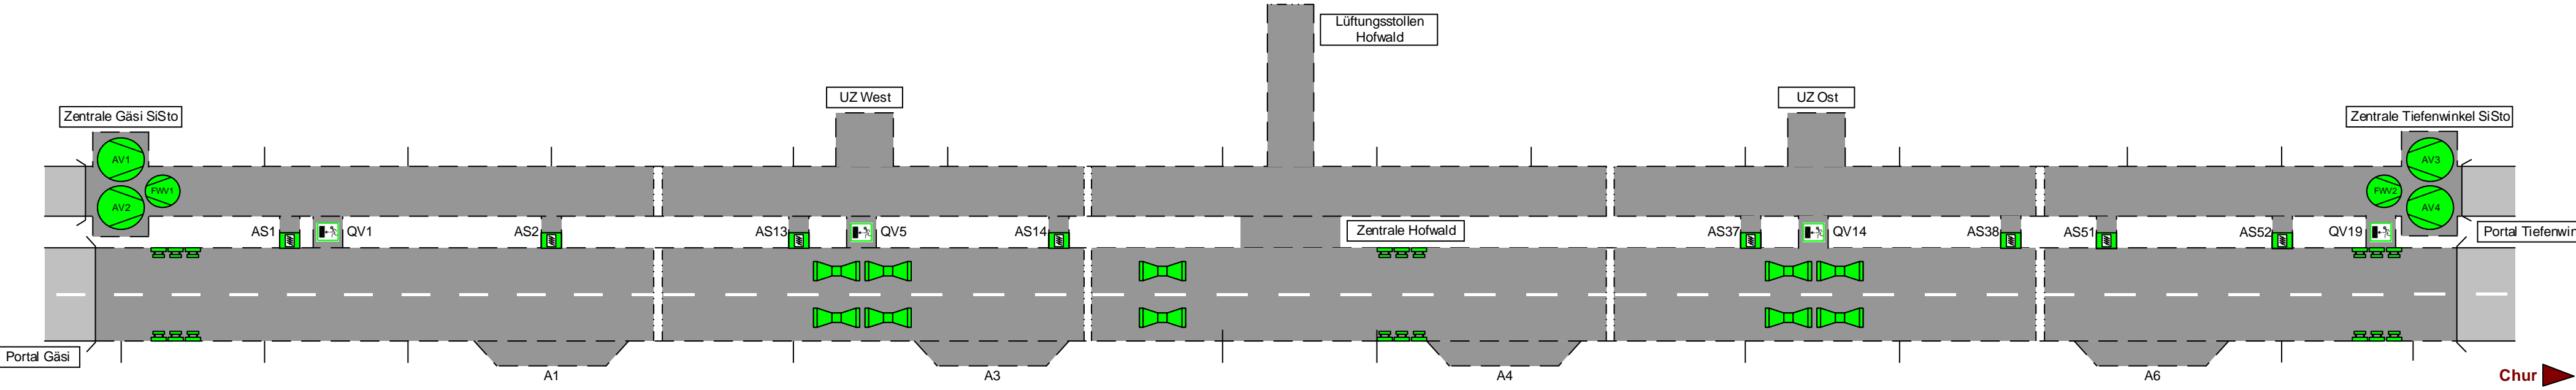 Lüftungsstollen
Hofwald
UZ West
UZ Ost
Zentrale Gäsi SiSto
Zentrale Tiefenwinkel SiSto
AV1
AV3
FWV1
FWV2
AV2
AV4
AS1
QV1
AS2
AS13
QV5
AS14
Zentrale Hofwald
AS37
QV14
AS38
AS51
AS52
QV19
Portal Tiefenwin
Portal Gäsi
A1
A3
A4
A6
Chur